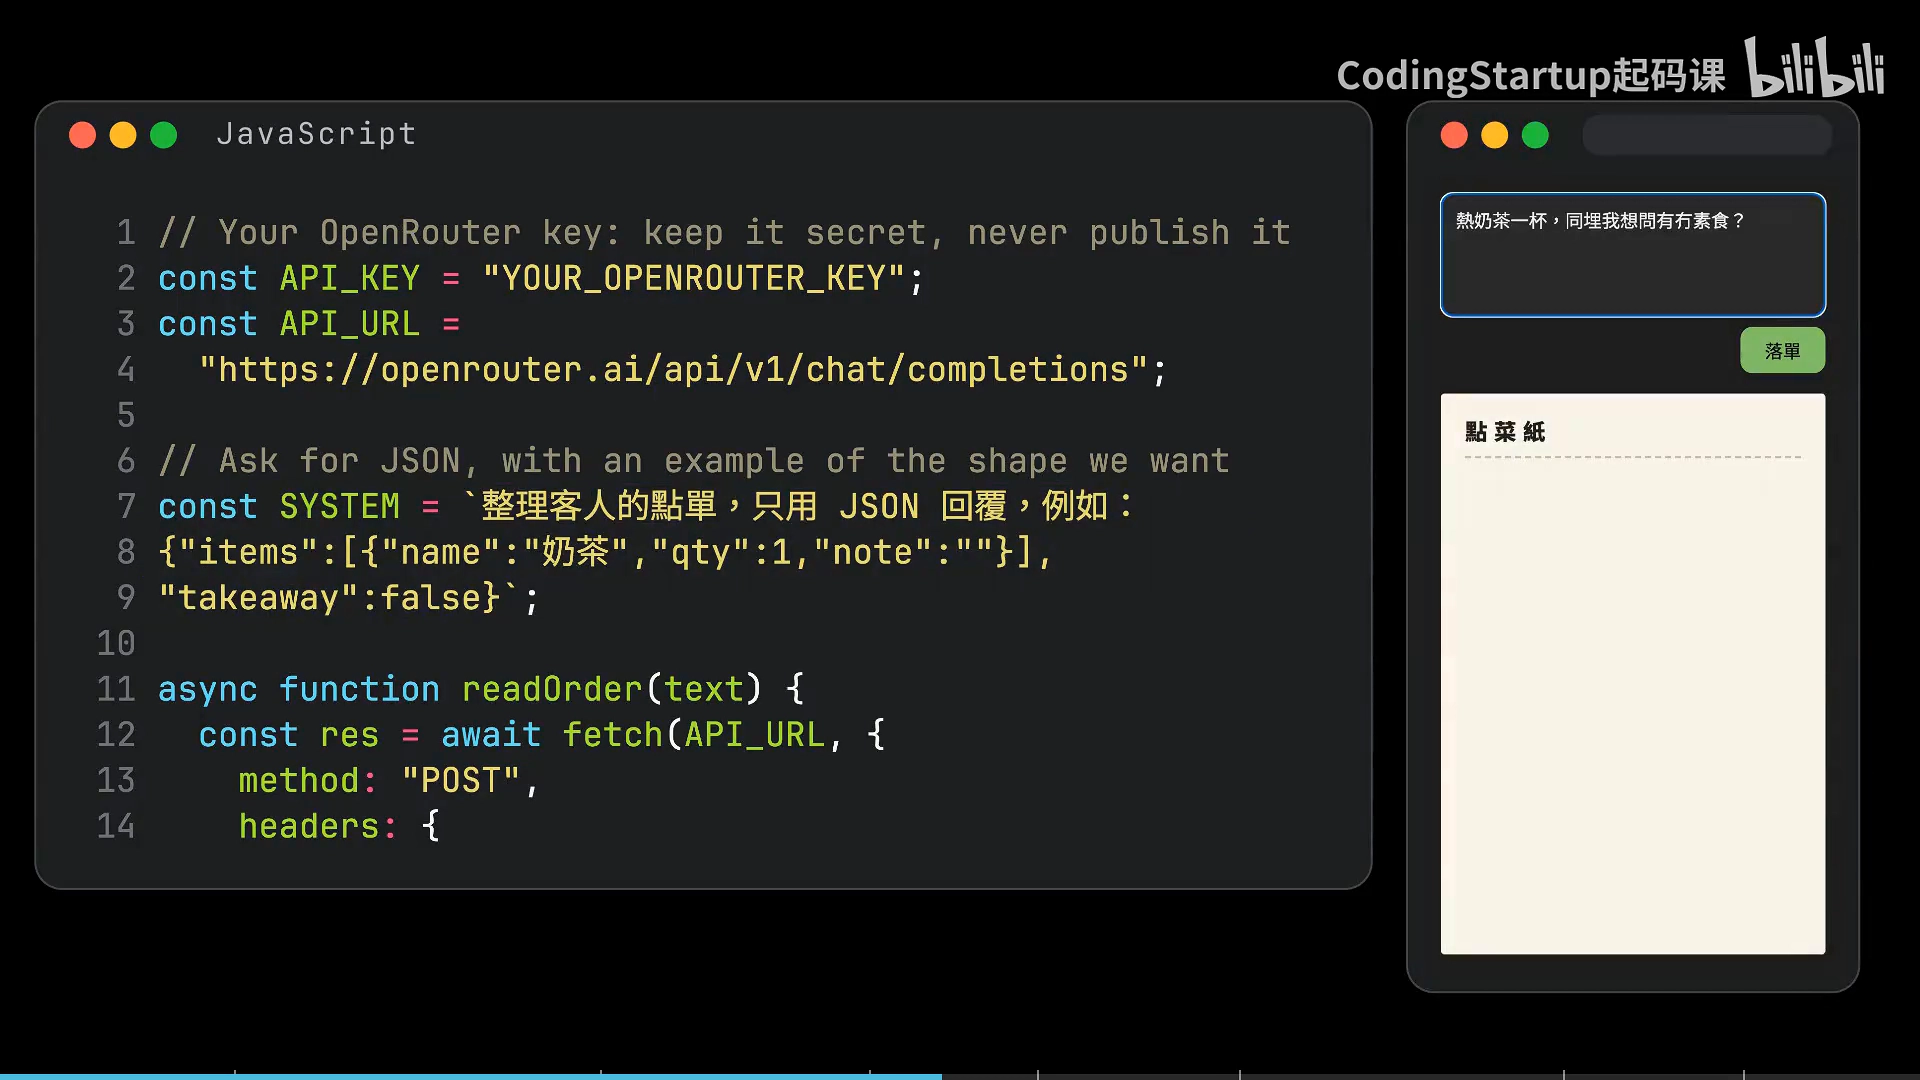 CodingStartup起码课 bilibili
JavaScript
1 // Your OpenRouter key: keep it secret, never publish it
2 const API_KEY = "YOUR_OPENROUTER_KEY";
3 const API_URL =
4   "https://openrouter.ai/api/v1/chat/completions";
5
6 // Ask for JSON, with an example of the shape we want
7 const SYSTEM = `整理客人的點單，只用 JSON 回覆，例如：
8 {"items":[{"name":"奶茶","qty":1,"note":""}],
9 "takeaway":false}`;
10
11 async function readOrder(text) {
12   const res = await fetch(API_URL, {
13     method: "POST",
14     headers: {
熱奶茶一杯，同埋我想問有冇素食？
落單
點菜紙